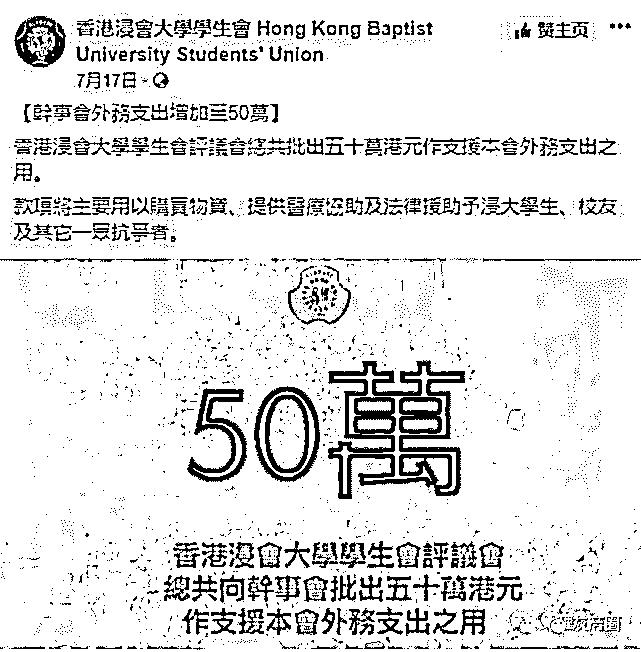 香港浸會大學學生會 Hong Kong Baptist
University Students' Union
赞主页
7月17日
【幹事會外務支出增加至50萬】
香港浸會大學學生會評議會總共批出五十萬港元作支援本會外務支出之
用。
款項將主要用以購買物資、提供醫療協助及法律援助予浸大學生、校友
及其它一眾抗爭者。
50萬
香港浸會大學學生會評議會
總共向幹事會批出五十萬港元
作支援本會外務支出之用